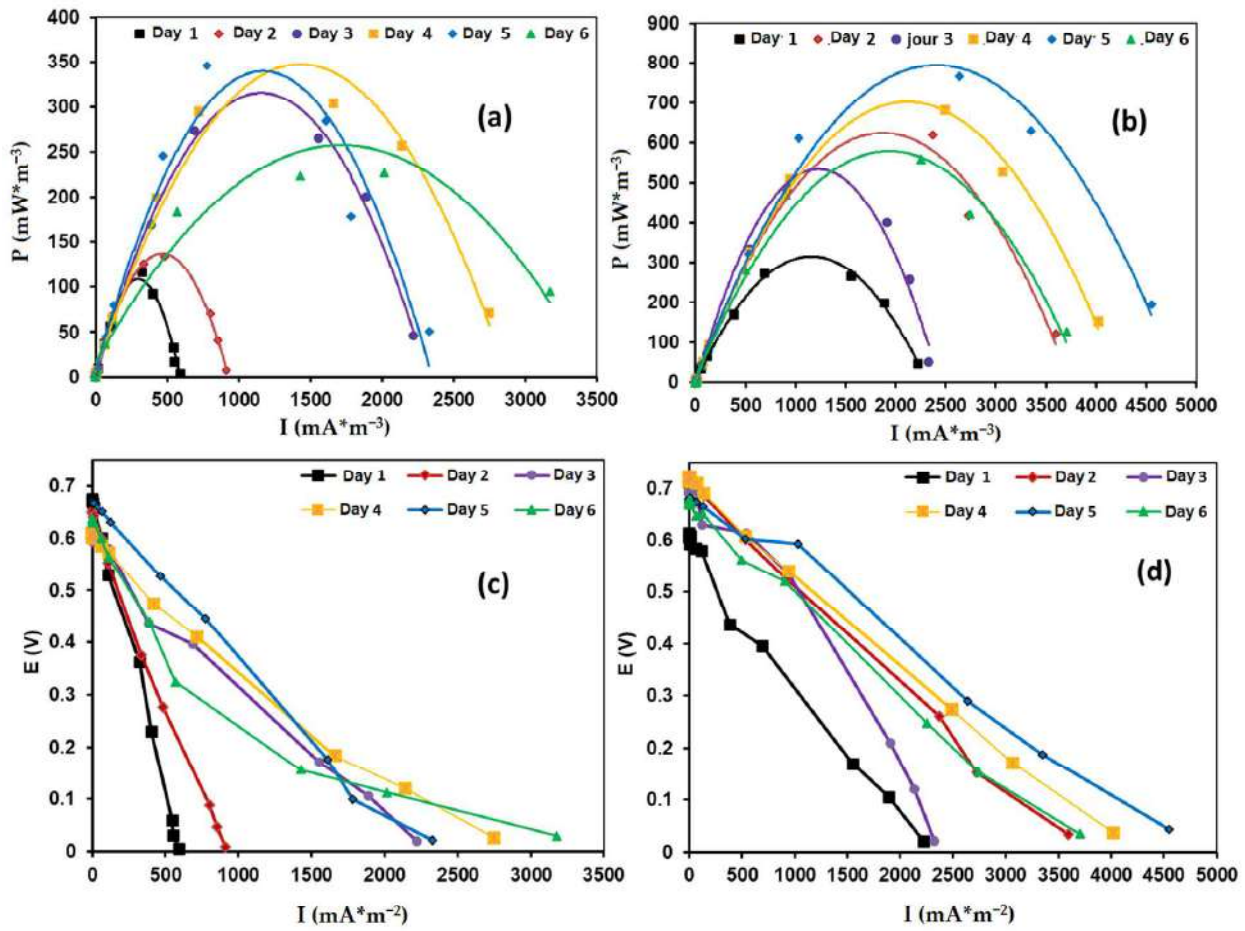 400
350
300
250
200
150
100
50
0
P (mW*m⁻³)
Day 1 Day 2 Day 3 Day 4 Day 5 Day 6
(a)
0 500 1000 1500 2000 2500 3000 3500
I (mA*m⁻³)
900
800
700
600
500
400
300
200
100
0
P (mW*m⁻³)
Day· 1 .Day· 2 jour 3 .Day· 4 Day· 5 Day· 6
(b)
0 500 1000 1500 2000 2500 3000 3500 4000 4500 5000
I (mA*m⁻³)
0.7
0.6
0.5
0.4
0.3
0.2
0.1
0
E (V)
Day 1 Day 2 Day 3
Day 4 Day 5 Day 6
(c)
0 500 1000 1500 2000 2500 3000 3500
I (mA*m⁻²)
0.7
0.6
0.5
0.4
0.3
0.2
0.1
0
E (V)
Day 1 Day 2 Day 3
Day 4 Day 5 Day 6
(d)
0 500 1000 1500 2000 2500 3000 3500 4000 4500 5000
I (mA*m⁻²)